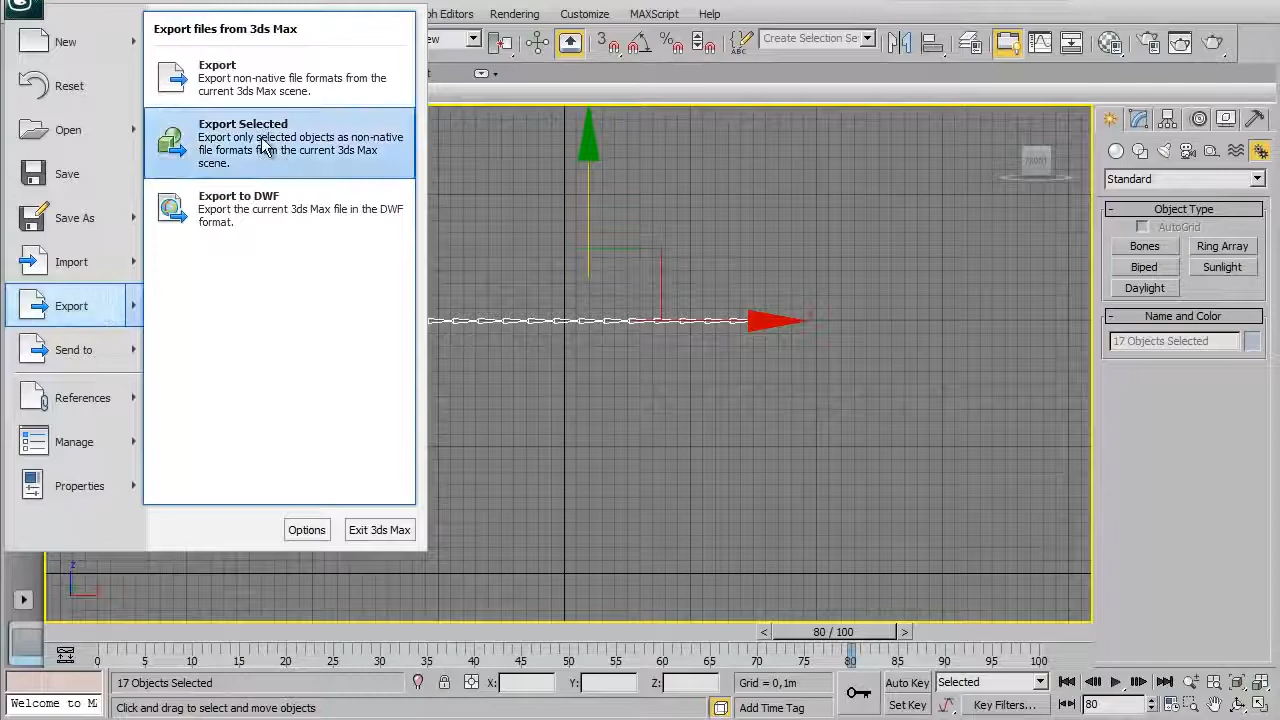 ph Editors Rendering Customize MAXScript Help
Export files from 3ds Max
New
Export
Export non-native file formats from the
current 3ds Max scene.
ew
Create Selection Se
Reset
Export Selected
Export only selected objects as non-native
file formats from the current 3ds Max
scene.
Open
Save
Standard
Save As
Export to DWF
Export the current 3ds Max file in the DWF
format.
Object Type
AutoGrid
Bones Ring Array
Import
Biped Sunlight
Daylight
Export
Name and Color
17 Objects Selected
Send to
References
Manage
Properties
Options Exit 3ds Max
FRONT
z
80 / 100
0 5 10 15 20 25 30 35 40 45 50 55 60 65 70 75 80 85 90 95 100
17 Objects Selected X: Y: Z: Grid = 0,1m Auto Key Selected
Welcome to M Click and drag to select and move objects Add Time Tag Set Key Key Filters... 80